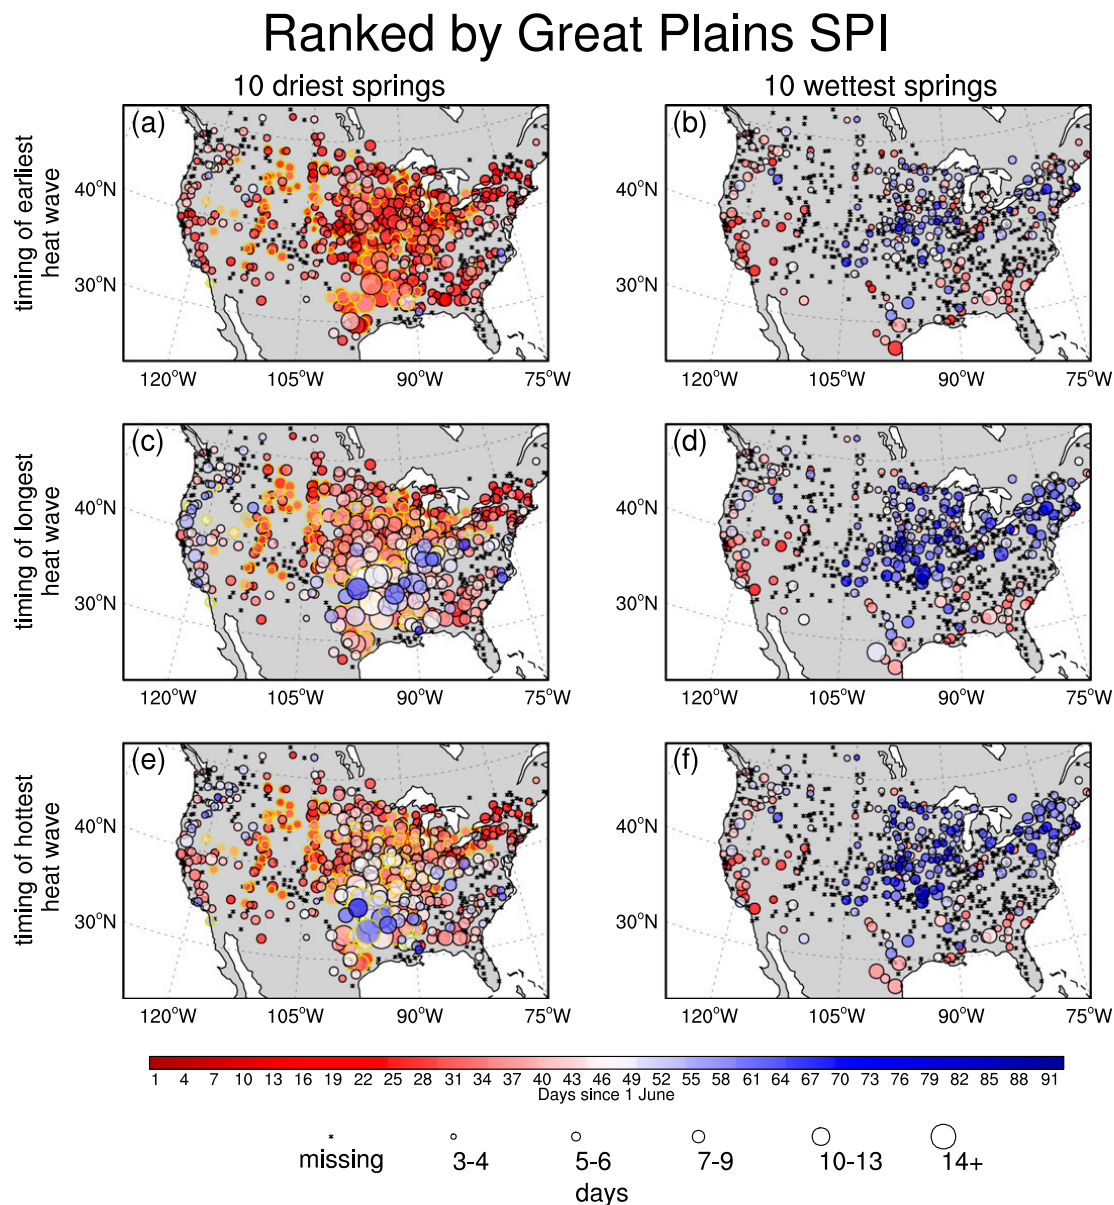 Ranked by Great Plains SPI
10 driest springs
10 wettest springs
timing of earliest
heat wave
(a)
(b)
40°N
40°N
30°N
30°N
120°W 105°W 90°W 75°W
120°W 105°W 90°W 75°W
timing of longest
heat wave
(c)
(d)
40°N
40°N
30°N
30°N
120°W 105°W 90°W 75°W
120°W 105°W 90°W 75°W
timing of hottest
heat wave
(e)
(f)
40°N
40°N
30°N
30°N
120°W 105°W 90°W 75°W
120°W 105°W 90°W 75°W
1 4 7 10 13 16 19 22 25 28 31 34 37 40 43 46 49 52 55 58 61 64 67 70 73 76 79 82 85 88 91
Days since 1 June
missing 3-4 5-6 7-9 10-13 14+
days